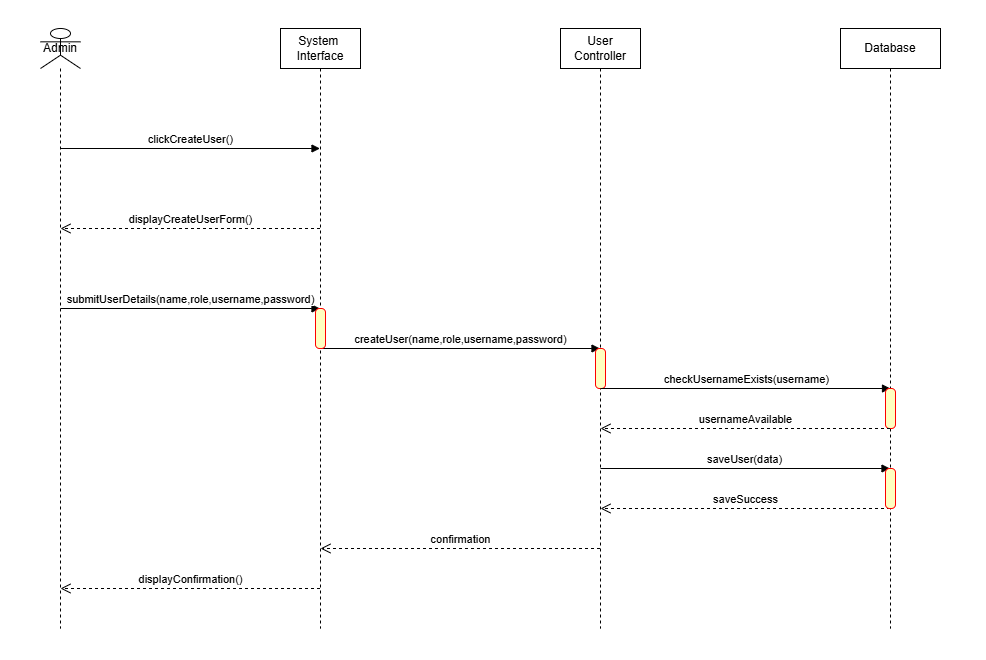 Admin
System
Interface
User
Controller
Database
clickCreateUser()
displayCreateUserForm()
submitUserDetails(name,role,username,password)
createUser(name,role,username,password)
checkUsernameExists(username)
usernameAvailable
saveUser(data)
saveSuccess
confirmation
displayConfirmation()